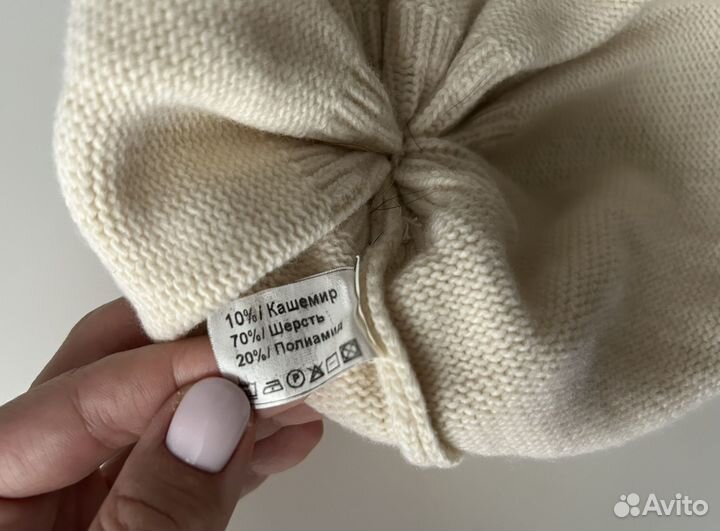 10%/ Кашемир
70%/ Шерсть
20%/ Полиамид
Avito